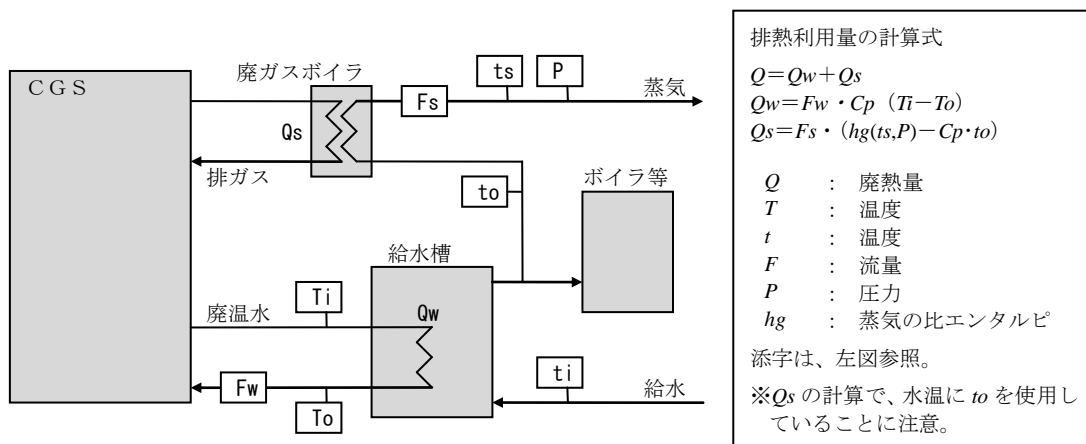 ＣＧＳ
廃ガスボイラ
Qs
Fs
ts
P
蒸気
排ガス
to
ボイラ等
給水槽
廃温水
Ti
Qw
Fw
To
ti
給水
排熱利用量の計算式
Q=Qw＋Qs
Qw=Fw・Cp（Ti−To）
Qs=Fs・（hg(ts,P)−Cp･to）
Q ： 廃熱量
T ： 温度
t ： 温度
F ： 流量
P ： 圧力
hg ： 蒸気の比エンタルピ
添字は、左図参照。
※Qs の計算で、水温に to を使用し
ていることに注意。